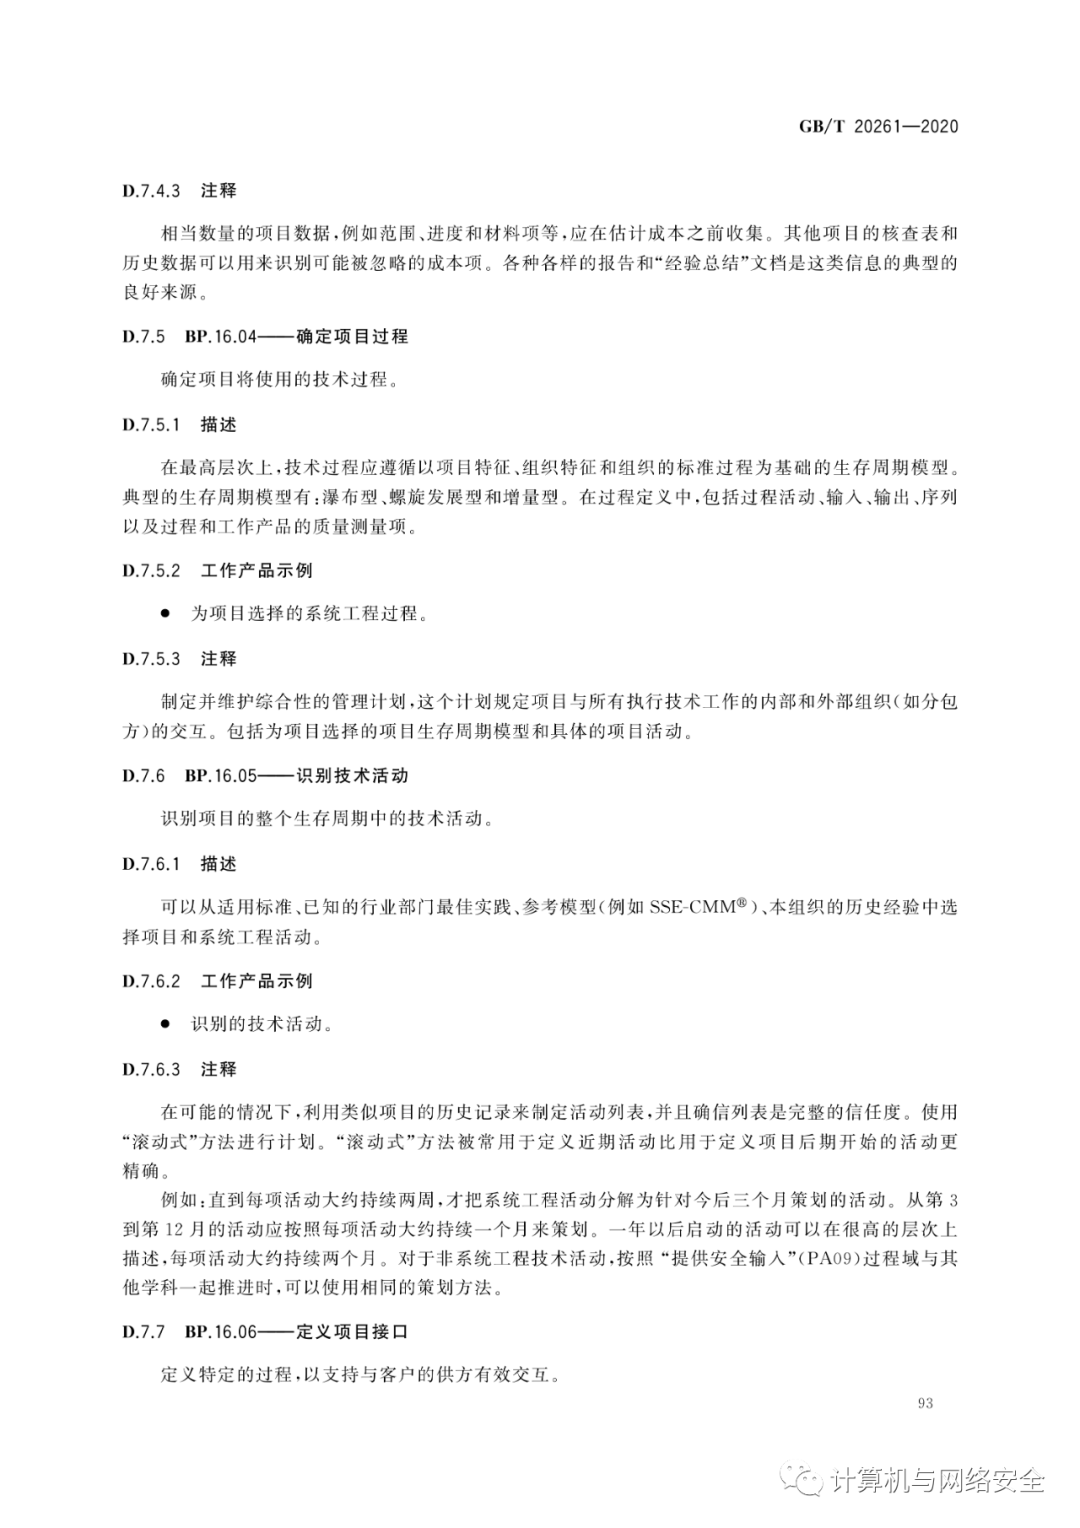 GB/T 20261—2020
D.7.4.3 注释
相当数量的项目数据,例如范围、进度和材料项等,应在估计成本之前收集。其他项目的核查表和
历史数据可以用来识别可能被忽略的成本项。各种各样的报告和“经验总结”文档是这类信息的典型的
良好来源。
D.7.5 BP.16.04——确定项目过程
确定项目将使用的技术过程。
D.7.5.1 描述
在最高层次上,技术过程应遵循以项目特征、组织特征和组织的标准过程为基础的生存周期模型。
典型的生存周期模型有:瀑布型、螺旋发展型和增量型。在过程定义中,包括过程活动、输入、输出、序列
以及过程和工作产品的质量测量项。
D.7.5.2 工作产品示例
● 为项目选择的系统工程过程。
D.7.5.3 注释
制定并维护综合性的管理计划,这个计划规定项目与所有执行技术工作的内部和外部组织(如分包
方)的交互。包括为项目选择的项目生存周期模型和具体的项目活动。
D.7.6 BP.16.05——识别技术活动
识别项目的整个生存周期中的技术活动。
D.7.6.1 描述
可以从适用标准、已知的行业部门最佳实践、参考模型(例如 SSE-CMM®)、本组织的历史经验中选
择项目和系统工程活动。
D.7.6.2 工作产品示例
● 识别的技术活动。
D.7.6.3 注释
在可能的情况下,利用类似项目的历史记录来制定活动列表,并且确信列表是完整的信任度。使用
“滚动式”方法进行计划。“滚动式”方法被常用于定义近期活动比用于定义项目后期开始的活动更
精确。
例如:直到每项活动大约持续两周,才把系统工程活动分解为针对今后三个月策划的活动。从第 3
到第 12 月的活动应按照每项活动大约持续一个月来策划。一年以后启动的活动可以在很高的层次上
描述,每项活动大约持续两个月。对于非系统工程技术活动,按照 “提供安全输入”(PA09)过程域与其
他学科一起推进时,可以使用相同的策划方法。
D.7.7 BP.16.06——定义项目接口
定义特定的过程,以支持与客户的供方有效交互。
93
计算机与网络安全